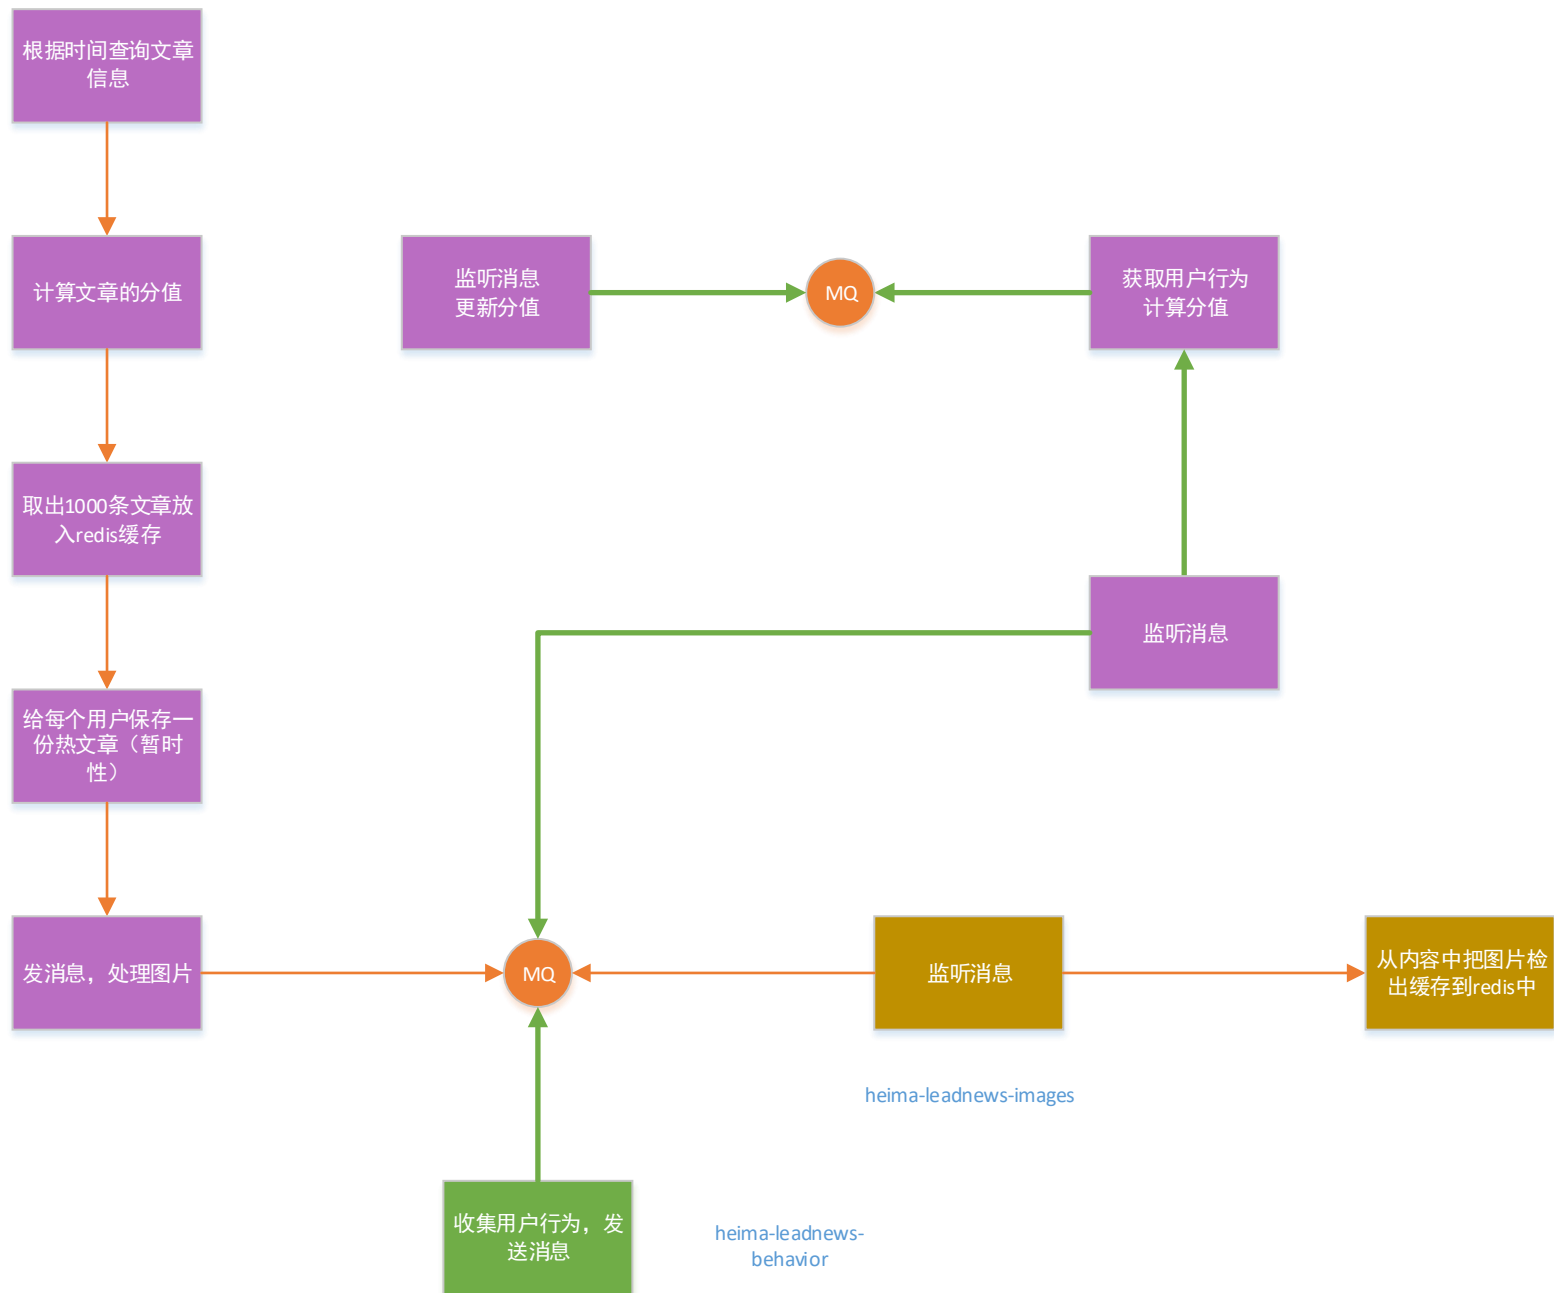 根据时间查询文章
信息
计算文章的分值
监听消息
更新分值
MQ
获取用户行为
计算分值
取出1000条文章放
入redis缓存
监听消息
给每个用户保存一
份热文章（暂时
性）
发消息，处理图片
MQ
监听消息
从内容中把图片检
出缓存到redis中
heima-leadnews-images
收集用户行为，发
送消息
heima-leadnews-
behavior